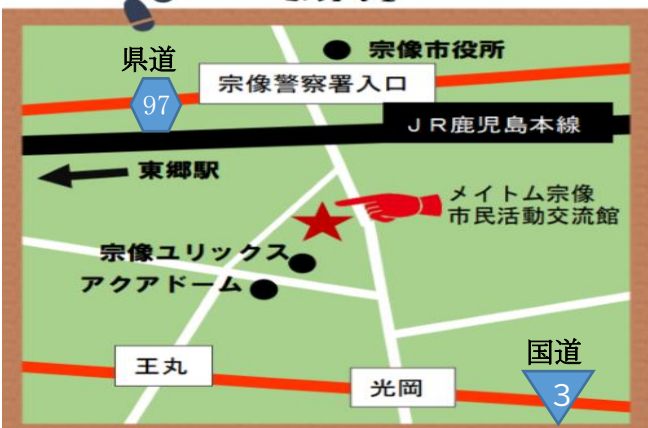 宗像市役所
県道
宗像警察署入口
97
ＪＲ鹿児島本線
東郷駅
メイトム宗像
市民活動交流館
宗像ユリックス
アクアドーム
国道
王丸
光岡
3